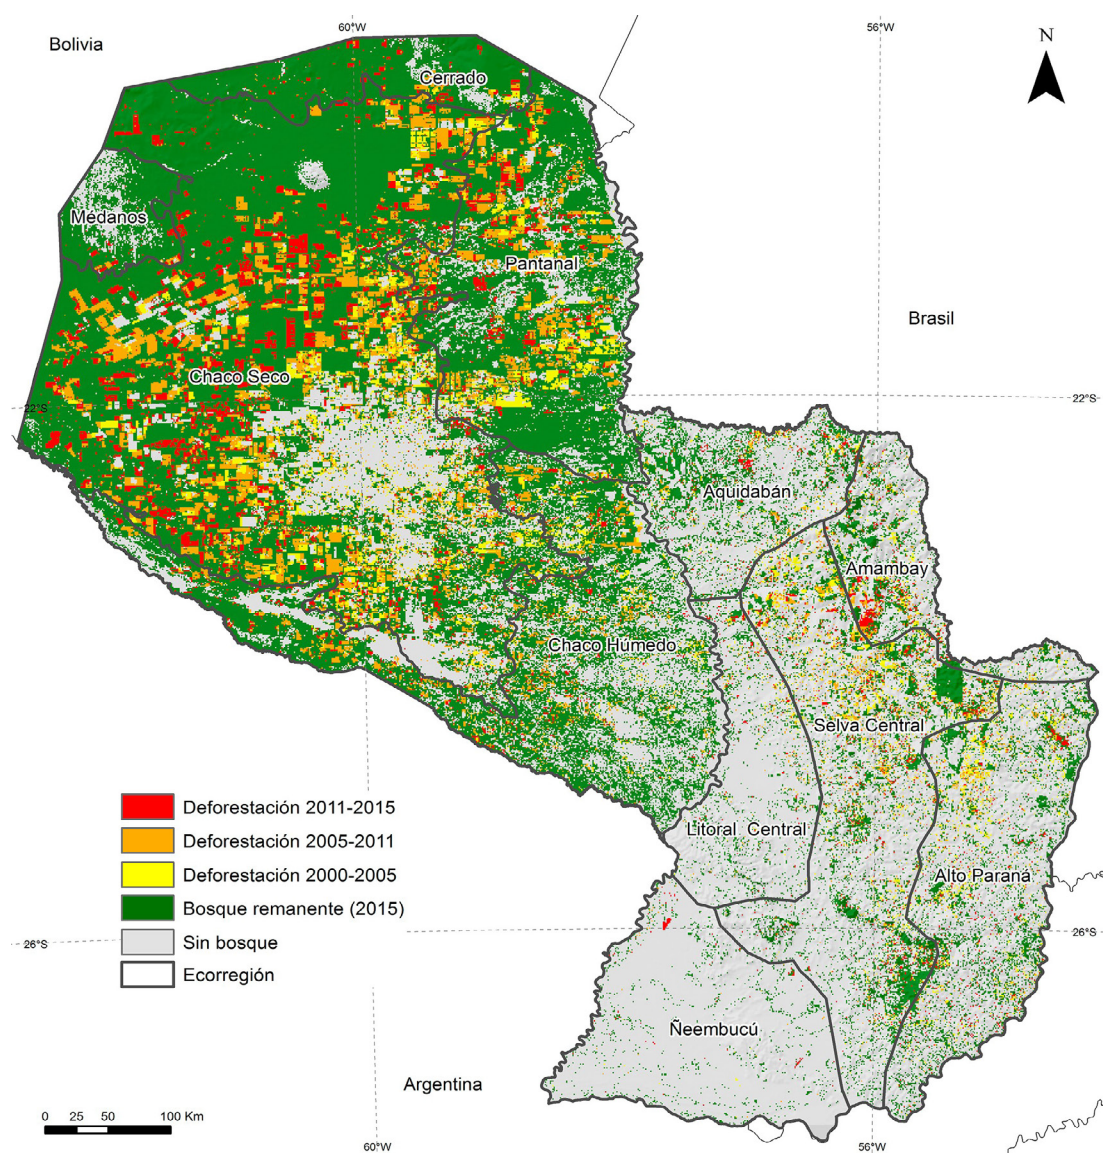 60°W
56°W
Bolivia
N
Cerrado
Médanos
Pantanal
Brasil
Chaco Seco
22°S
22°S
Aquidabán
Amambay
Chaco Húmedo
Selva Central
Deforestación 2011-2015
Deforestación 2005-2011
Litoral Central
Deforestación 2000-2005
Alto Paraná
Bosque remanente (2015)
Sin bosque
26°S
26°S
Ecorregión
Ñeembucú
Argentina
0 25 50 100 Km
60°W
56°W